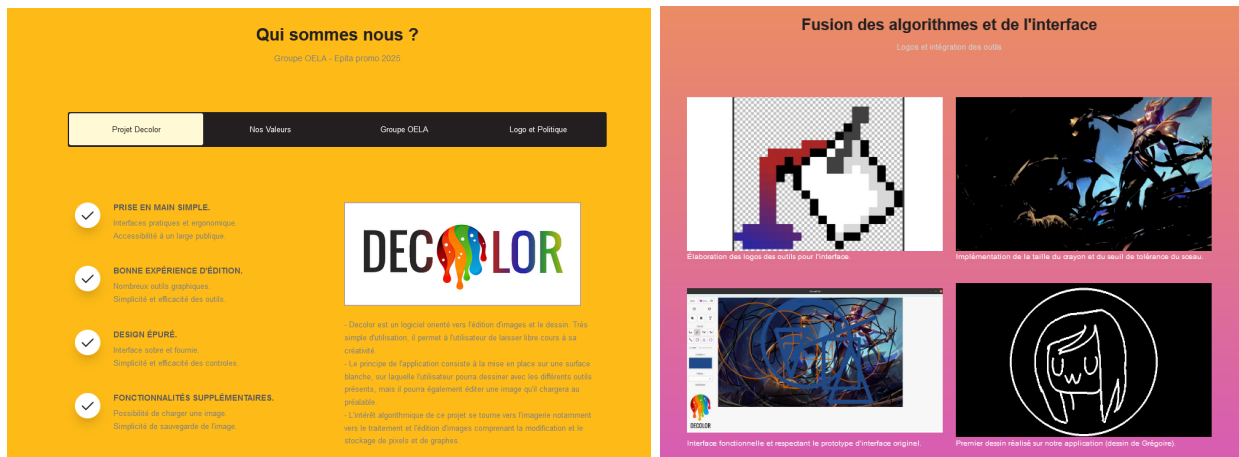 Qui sommes nous ?
Groupe OELA - Epita promo 2025
Projet Decolor
Nos Valeurs
Groupe OELA
Logo et Politique
PRISE EN MAIN SIMPLE.
Interfaces pratiques et ergonomique.
Accessibilité à un large publique.
BONNE EXPÉRIENCE D'ÉDITION.
Nombreux outils graphiques.
Simplicité et efficacité des outils.
DESIGN ÉPURÉ.
Interface sobre et fournie.
Simplicité et efficacité des controles.
FONCTIONNALITÉS SUPPLÉMENTAIRES.
Possibilité de charger une image.
Simplicité de sauvegarde de l'image.
DECOLOR
- Decolor est un logiciel orienté vers l'édition d'images et le dessin. Très
simple d'utilisation, il permet à l'utilisateur de laisser libre cours à sa
créativité.
- Le principe de l'application consiste à la mise en place sur une surface
blanche, sur laquelle l'utilisateur pourra dessiner avec les différents outils
présents, mais il pourra également éditer une image qu'il chargera au
préalable.
- L'intérêt algorithmique de ce projet se tourne vers l'imagerie notamment
vers le traitement et l'édition d'images comprenant la modification et le
stockage de pixels et de graphes.
Fusion des algorithmes et de l'interface
Logos et intégration des outils
Élaboration des logos des outils pour l'interface.
Implémentation de la taille du crayon et du seuil de tolérance du sceau.
DECOLOR
Interface fonctionnelle et respectant le prototype d'interface originel.
Premier dessin réalisé sur notre application (dessin de Grégoire).